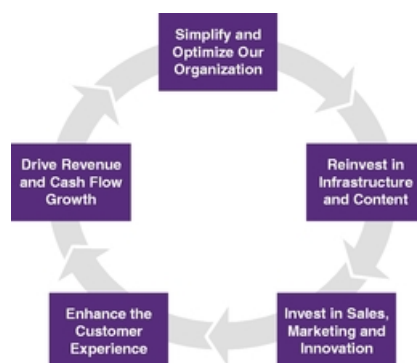 Simplify and
Optimize Our
Organization
Reinvest in
Infrastructure
and Content
Invest in Sales,
Marketing and
Innovation
Enhance the
Customer
Experience
Drive Revenue
and Cash Flow
Growth